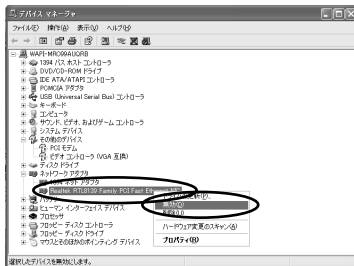 デバイス マネージャ
ファイル(F) 操作(A) 表示(V) ヘルプ(H)
WAPI-MRO99AUQRB
1394 バス ホスト コントローラ
DVD/CD-ROM ドライブ
IDE ATA/ATAPI コントローラ
PCMCIA アダプタ
USB (Universal Serial Bus) コントローラ
キーボード
コンピュータ
サウンド、ビデオ、およびゲーム コントローラ
システム デバイス
その他のデバイス
PCI モデム
ビデオ コントローラ (VGA 互換)
ディスク ドライブ
ネットワーク アダプタ
1394 ネット アダプタ
Realtek RTL8139 Family PCI Fast
無効(D)
ヒューマン インターフェイス デバイス
プロセッサ
ハードウェア変更のスキャン(A)
フロッピー ディスク コントローラ
フロッピー ディスク ドライブ
プロパティ(R)
マウスとそのほかのポインティング デバイス
選択したデバイスを無効にします。